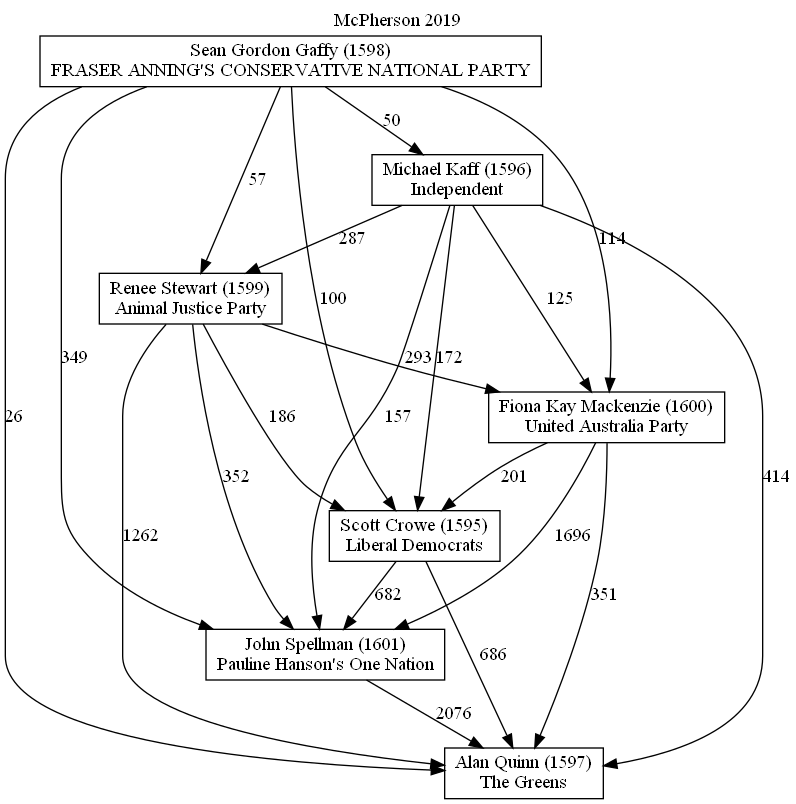 McPherson 2019
Sean Gordon Gaffy (1598)
FRASER ANNING'S CONSERVATIVE NATIONAL PARTY
50
Michael Kaff (1596)
Independent
57
287
114
Renee Stewart (1599)
Animal Justice Party
100
125
349
293
172
26
186
157
Fiona Kay Mackenzie (1600)
United Australia Party
352
201
414
1262
Scott Crowe (1595)
Liberal Democrats
1696
682
351
John Spellman (1601)
Pauline Hanson's One Nation
686
2076
Alan Quinn (1597)
The Greens